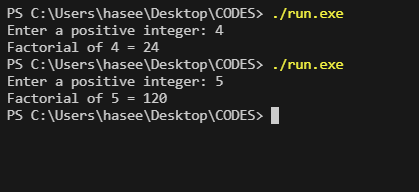 PS C:\Users\hasee\Desktop\CODES> ./run.exe
Enter a positive integer: 4
Factorial of 4 = 24
PS C:\Users\hasee\Desktop\CODES> ./run.exe
Enter a positive integer: 5
Factorial of 5 = 120
PS C:\Users\hasee\Desktop\CODES>